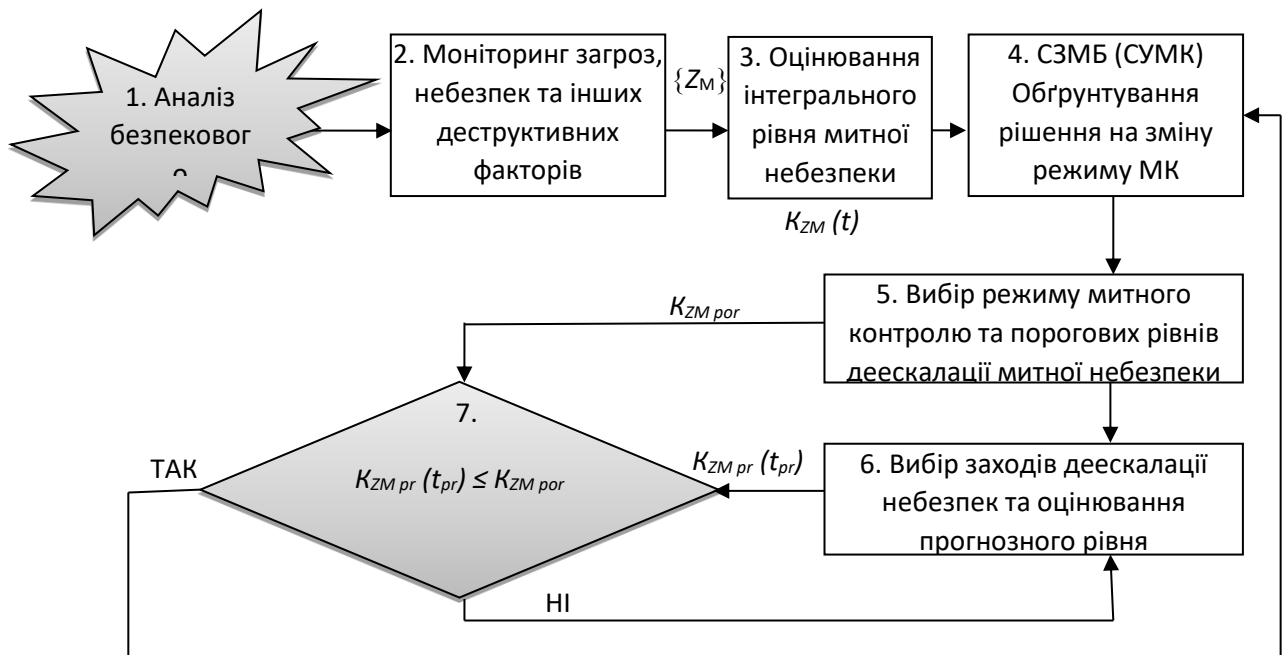 1. Аналіз
безпековог
2. Моніторинг загроз,
небезпек та інших
деструктивних
факторів
{ZМ}
3. Оцінювання
інтегрального
рівня митної
небезпеки
KZM (t)
4. СЗМБ (СУМК)
Обґрунтування
рішення на зміну
режиму МК
5. Вибір режиму митного
контролю та порогових рівнів
деескалації митної небезпеки
KZM por
7.
KZM pr (tpr) ≤ KZM por
ТАК
KZM pr (tpr)
6. Вибір заходів деескалації
небезпек та оцінювання
прогнозного рівня
НІ